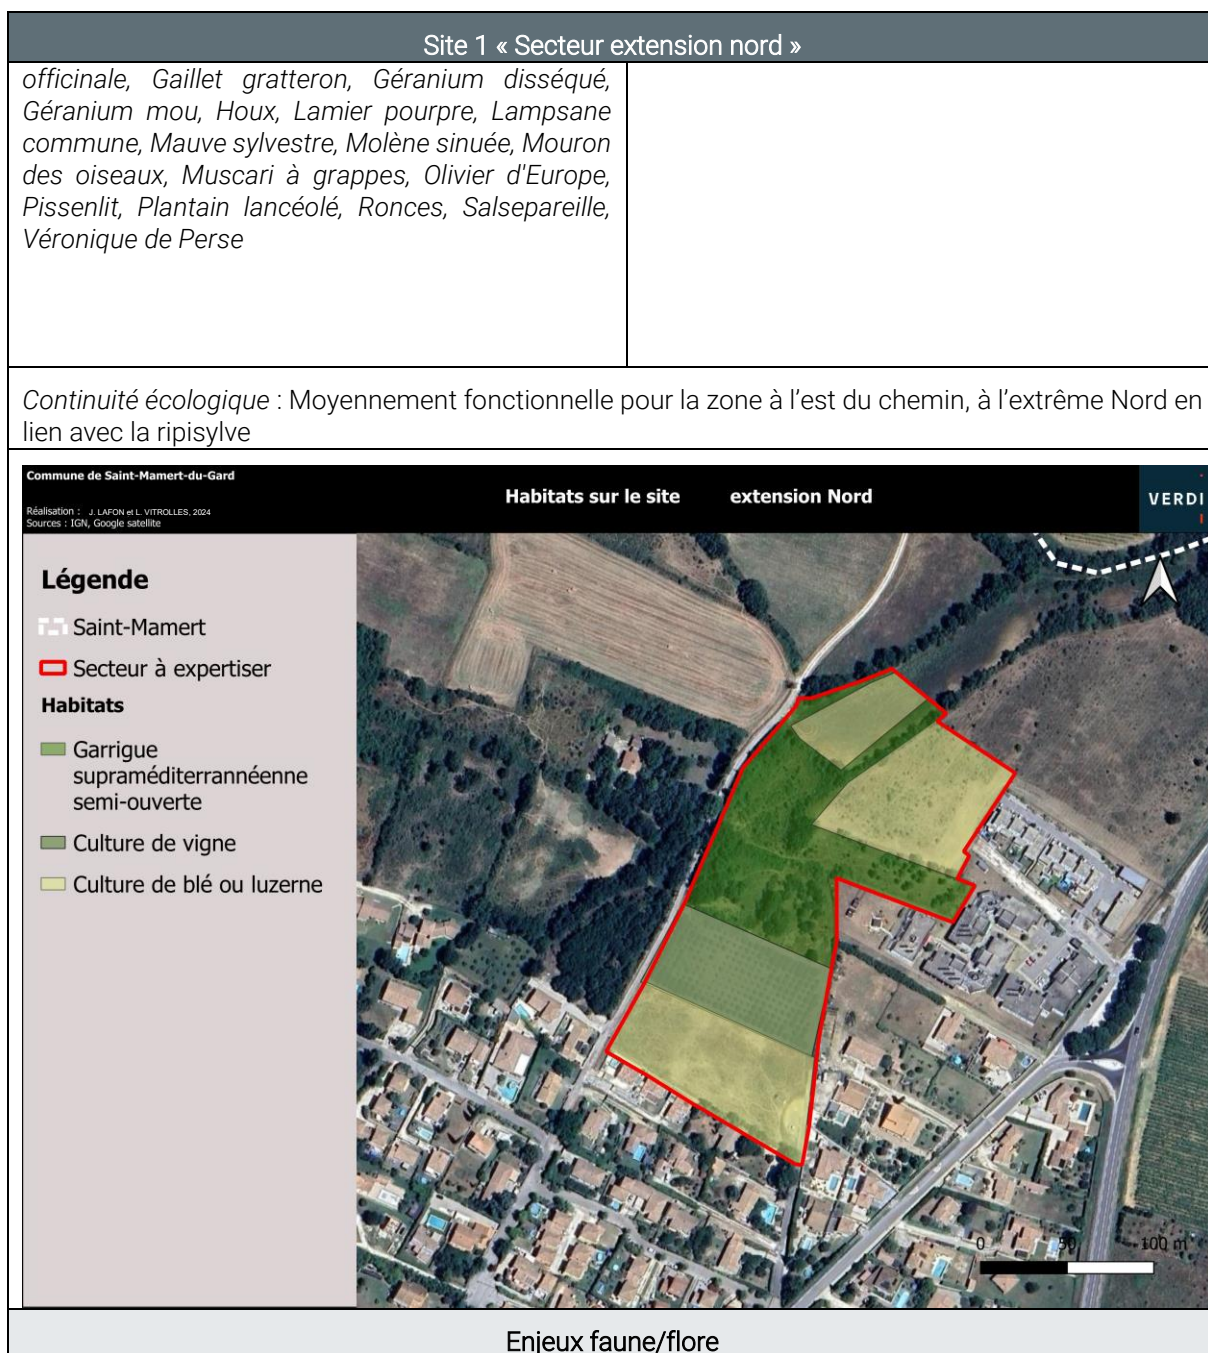 Site 1 « Secteur extension nord »
officinale, Gaillet gratteron, Géranium disséqué,
Géranium mou, Houx, Lamier pourpre, Lampsane
commune, Mauve sylvestre, Molène sinuée, Mouron
des oiseaux, Muscari à grappes, Olivier d'Europe,
Pissenlit, Plantain lancéolé, Ronces, Salsepareille,
Véronique de Perse
Continuité écologique : Moyennement fonctionnelle pour la zone à l’est du chemin, à l’extrême Nord en
lien avec la ripisylve
Commune de Saint-Mamert-du-Gard
Réalisation : J. LAFON et L. VITROLLES, 2024
Sources : IGN, Google satellite
Habitats sur le site extension Nord
VERDI
Légende
Saint-Mamert
Secteur à expertiser
Habitats
Garrigue
supraméditerrannéenne
semi-ouverte
Culture de vigne
Culture de blé ou luzerne
0 50 100 m
Enjeux faune/flore